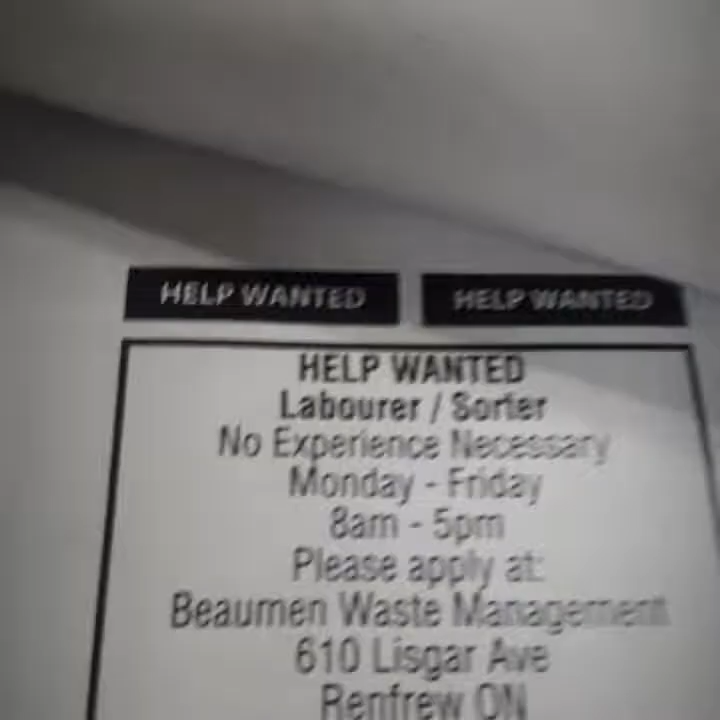 HELP WANTED
HELP WANTED
HELP WANTED
Labourer / Sorter
No Experience Necessary
Monday - Friday
8am - 5pm
Please apply at:
Beaumen Waste Management
610 Lisgar Ave
Renfrew ON